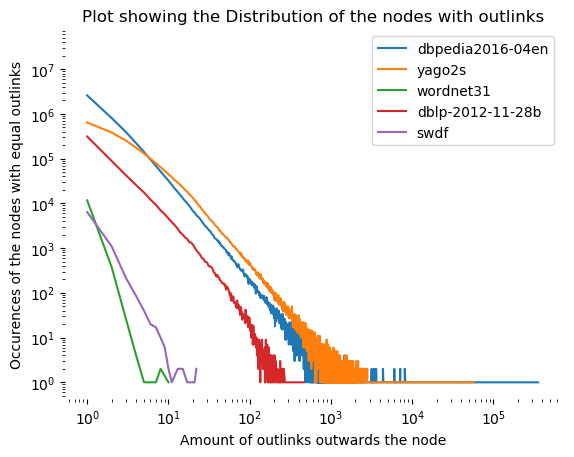 Plot showing the Distribution of the nodes with outlinks
dbpedia2016-04en
yago2s
wordnet31
dblp-2012-11-28b
swdf
Occurences of the nodes with equal outlinks
10^7
10^6
10^5
10^4
10^3
10^2
10^1
10^0
10^0 10^1 10^2 10^3 10^4 10^5
Amount of outlinks outwards the node